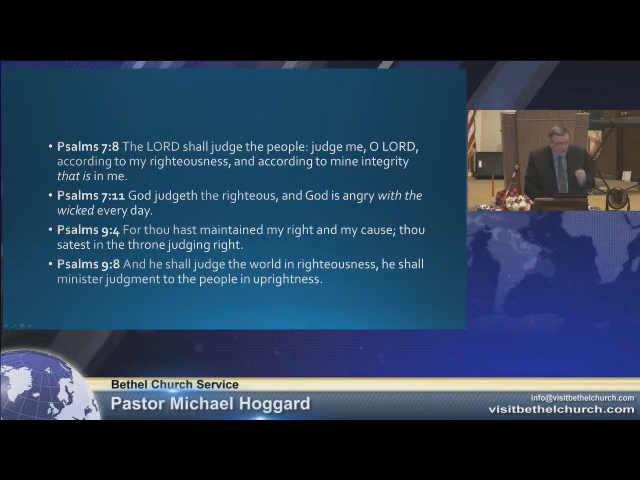 • Psalms 7:8 The LORD shall judge the people: judge me, O LORD,
according to my righteousness, and according to mine integrity
that is in me.
• Psalms 7:11 God judgeth the righteous, and God is angry with the
wicked every day.
• Psalms 9:4 For thou hast maintained my right and my cause; thou
satest in the throne judging right.
• Psalms 9:8 And he shall judge the world in righteousness, he shall
minister judgment to the people in uprightness.
Bethel Church Service
Pastor Michael Hoggard
info@visitbethelchurch.com
visitbethelchurch.com